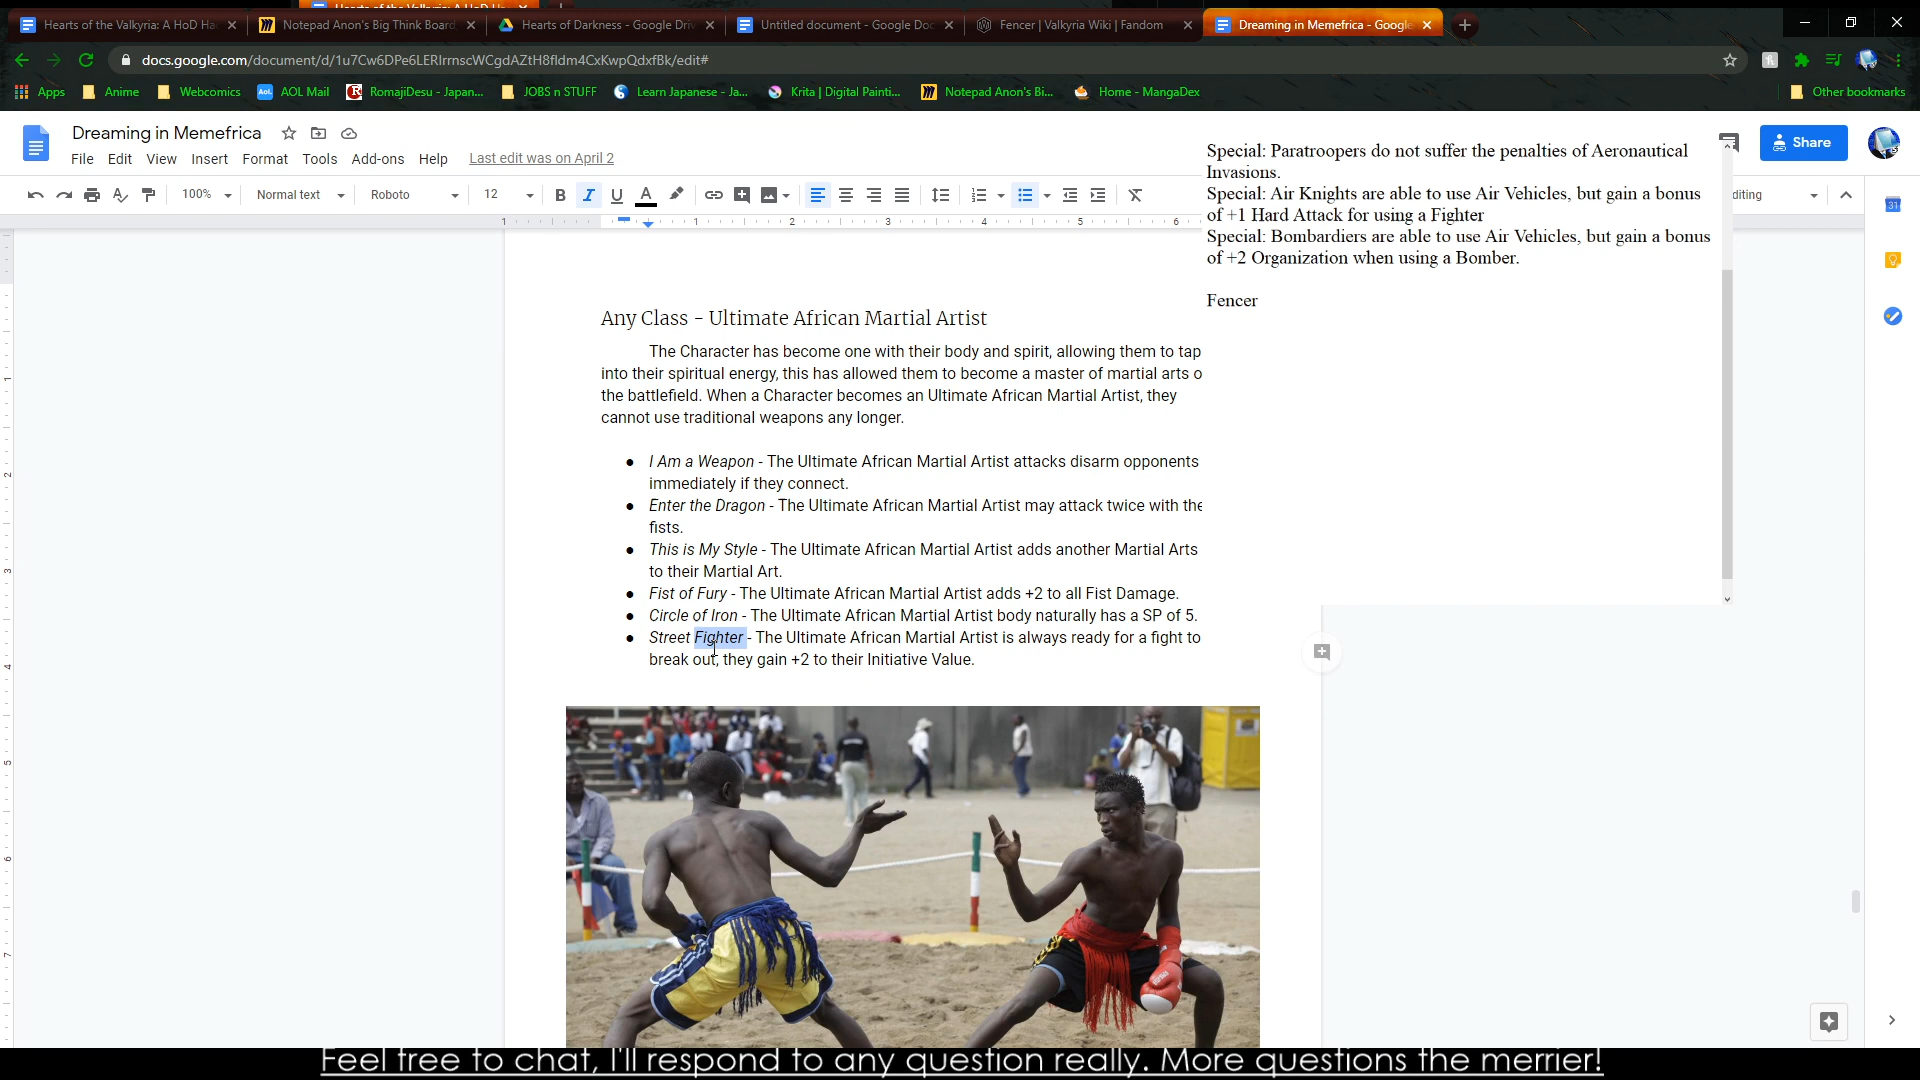 Hearts of the Valkyria: A HoD Ha
Notepad Anon's Big Think Board
Hearts of Darkness - Google Driv
Untitled document - Google Doc
Fencer | Valkyria Wiki | Fandom
Dreaming in Memefrica - Google
docs.google.com/document/d/1u7Cw6DPe6LERIrrnscWCgdAZtH8fldm4CxKwpQdxfBk/edit#
Apps
Anime
Webcomics
AOL Mail
RomajiDesu - Japan...
JOBS n STUFF
Learn Japanese - Ja...
Krita | Digital Painti...
Notepad Anon's Bi...
Home - MangaDex
Other bookmarks
Dreaming in Memefrica
File Edit View Insert Format Tools Add-ons Help Last edit was on April 2
Share
100% Normal text Roboto 12
diting
Special: Paratroopers do not suffer the penalties of Aeronautical
Invasions.
Special: Air Knights are able to use Air Vehicles, but gain a bonus
of +1 Hard Attack for using a Fighter
Special: Bombardiers are able to use Air Vehicles, but gain a bonus
of +2 Organization when using a Bomber.
Fencer
Any Class - Ultimate African Martial Artist
The Character has become one with their body and spirit, allowing them to tap
into their spiritual energy, this has allowed them to become a master of martial arts o
the battlefield. When a Character becomes an Ultimate African Martial Artist, they
cannot use traditional weapons any longer.
● I Am a Weapon - The Ultimate African Martial Artist attacks disarm opponents
immediately if they connect.
● Enter the Dragon - The Ultimate African Martial Artist may attack twice with the
fists.
● This is My Style - The Ultimate African Martial Artist adds another Martial Arts
to their Martial Art.
● Fist of Fury - The Ultimate African Martial Artist adds +2 to all Fist Damage.
● Circle of Iron - The Ultimate African Martial Artist body naturally has a SP of 5.
● Street Fighter - The Ultimate African Martial Artist is always ready for a fight to
break out, they gain +2 to their Initiative Value.
Feel free to chat, I'll respond to any question really. More questions the merrier!